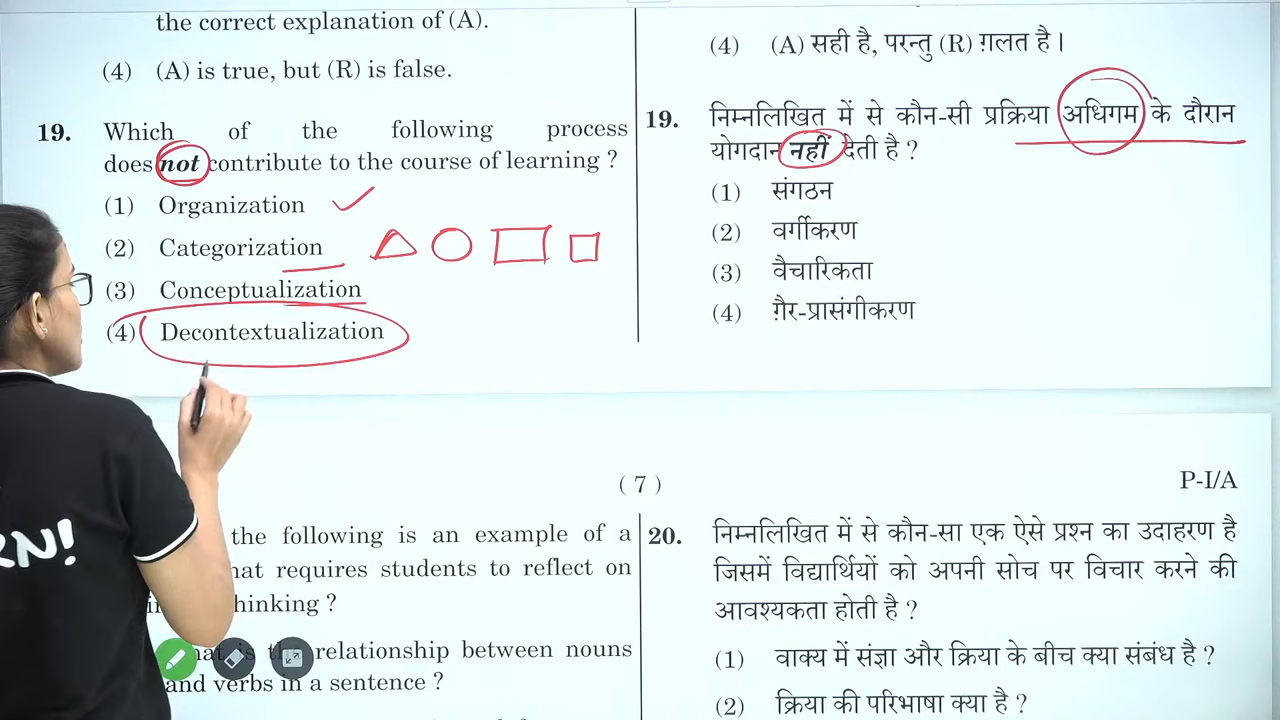 the correct explanation of (A).
(4) (A) is true, but (R) is false.
19. Which of the following process
does not contribute to the course of learning ?
(1) Organization
(2) Categorization
(3) Conceptualization
(4) Decontextualization
(4) (A) सही है, परन्तु (R) ग़लत है।
19. निम्नलिखित में से कौन-सी प्रक्रिया अधिगम के दौरान
योगदान नहीं देती है ?
(1) संगठन
(2) वर्गीकरण
(3) वैचारिकता
(4) ग़ैर-प्रासंगीकरण
( 7 )
P-I/A
the following is an example of a
hat requires students to reflect on
thinking ?
the relationship between nouns
and verbs in a sentence ?
20. निम्नलिखित में से कौन-सा एक ऐसे प्रश्न का उदाहरण है
जिसमें विद्यार्थियों को अपनी सोच पर विचार करने की
आवश्यकता होती है ?
(1) वाक्य में संज्ञा और क्रिया के बीच क्या संबंध है ?
(2) क्रिया की परिभाषा क्या है ?
RN!